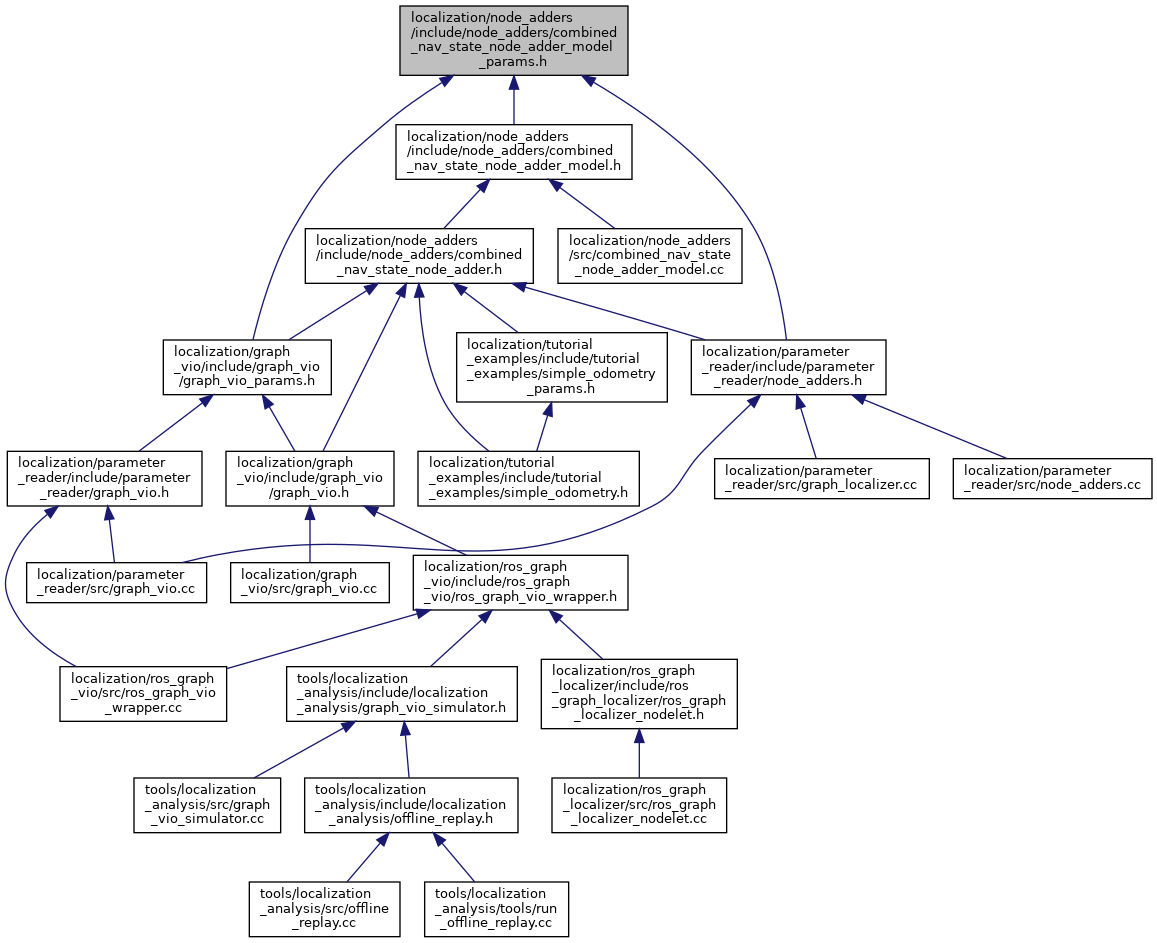 localization/node_adders
/include/node_adders/combined
_nav_state_node_adder_model
_params.h
localization/node_adders
/include/node_adders/combined
_nav_state_node_adder_model.h
localization/node_adders
/include/node_adders/combined
_nav_state_node_adder.h
localization/node_adders
/src/combined_nav_state
_node_adder_model.cc
localization/graph
_vio/include/graph_vio
/graph_vio_params.h
localization/tutorial
_examples/include/tutorial
_examples/simple_odometry
_params.h
localization/parameter
_reader/include/parameter
_reader/node_adders.h
localization/parameter
_reader/include/parameter
_reader/graph_vio.h
localization/graph
_vio/include/graph_vio
/graph_vio.h
localization/tutorial
_examples/include/tutorial
_examples/simple_odometry.h
localization/parameter
_reader/src/graph_localizer.cc
localization/parameter
_reader/src/node_adders.cc
localization/parameter
_reader/src/graph_vio.cc
localization/graph
_vio/src/graph_vio.cc
localization/ros_graph
_vio/include/ros_graph
_vio/ros_graph_vio_wrapper.h
localization/ros_graph
_vio/src/ros_graph_vio
_wrapper.cc
tools/localization
_analysis/include/localization
_analysis/graph_vio_simulator.h
localization/ros_graph
_localizer/include/ros
_graph_localizer/ros_graph
_localizer_nodelet.h
tools/localization
_analysis/src/graph
_vio_simulator.cc
tools/localization
_analysis/include/localization
_analysis/offline_replay.h
localization/ros_graph
_localizer/src/ros_graph
_localizer_nodelet.cc
tools/localization
_analysis/src/offline
_replay.cc
tools/localization
_analysis/tools/run
_offline_replay.cc